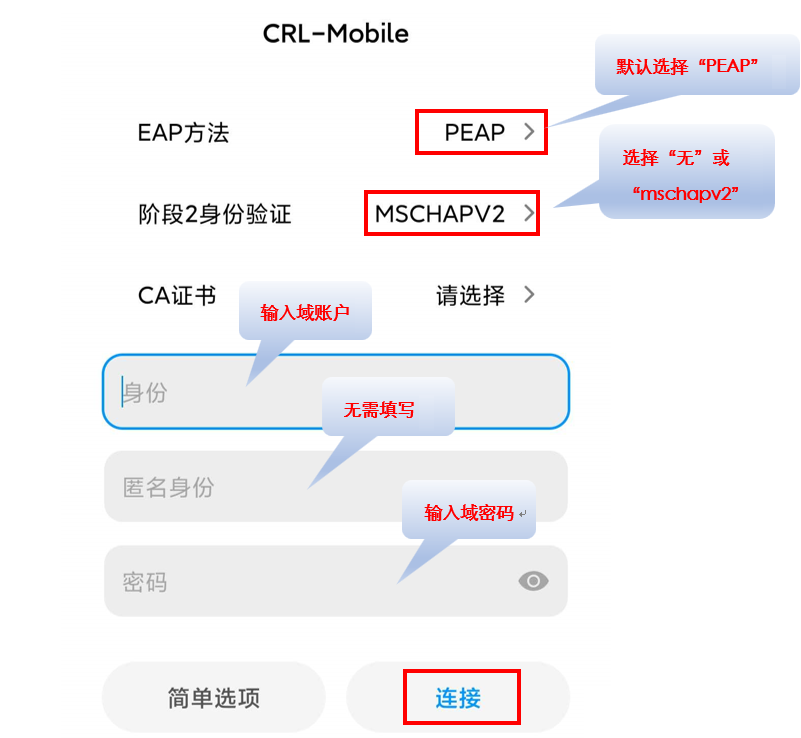 CRL-Mobile
默认选择“PEAP”
EAP方法
PEAP
选择“无”或
“mschapv2”
阶段2身份验证
MSCHAPV2
CA证书
请选择
输入域账户
身份
无需填写
匿名身份
输入域密码
密码
简单选项
连接